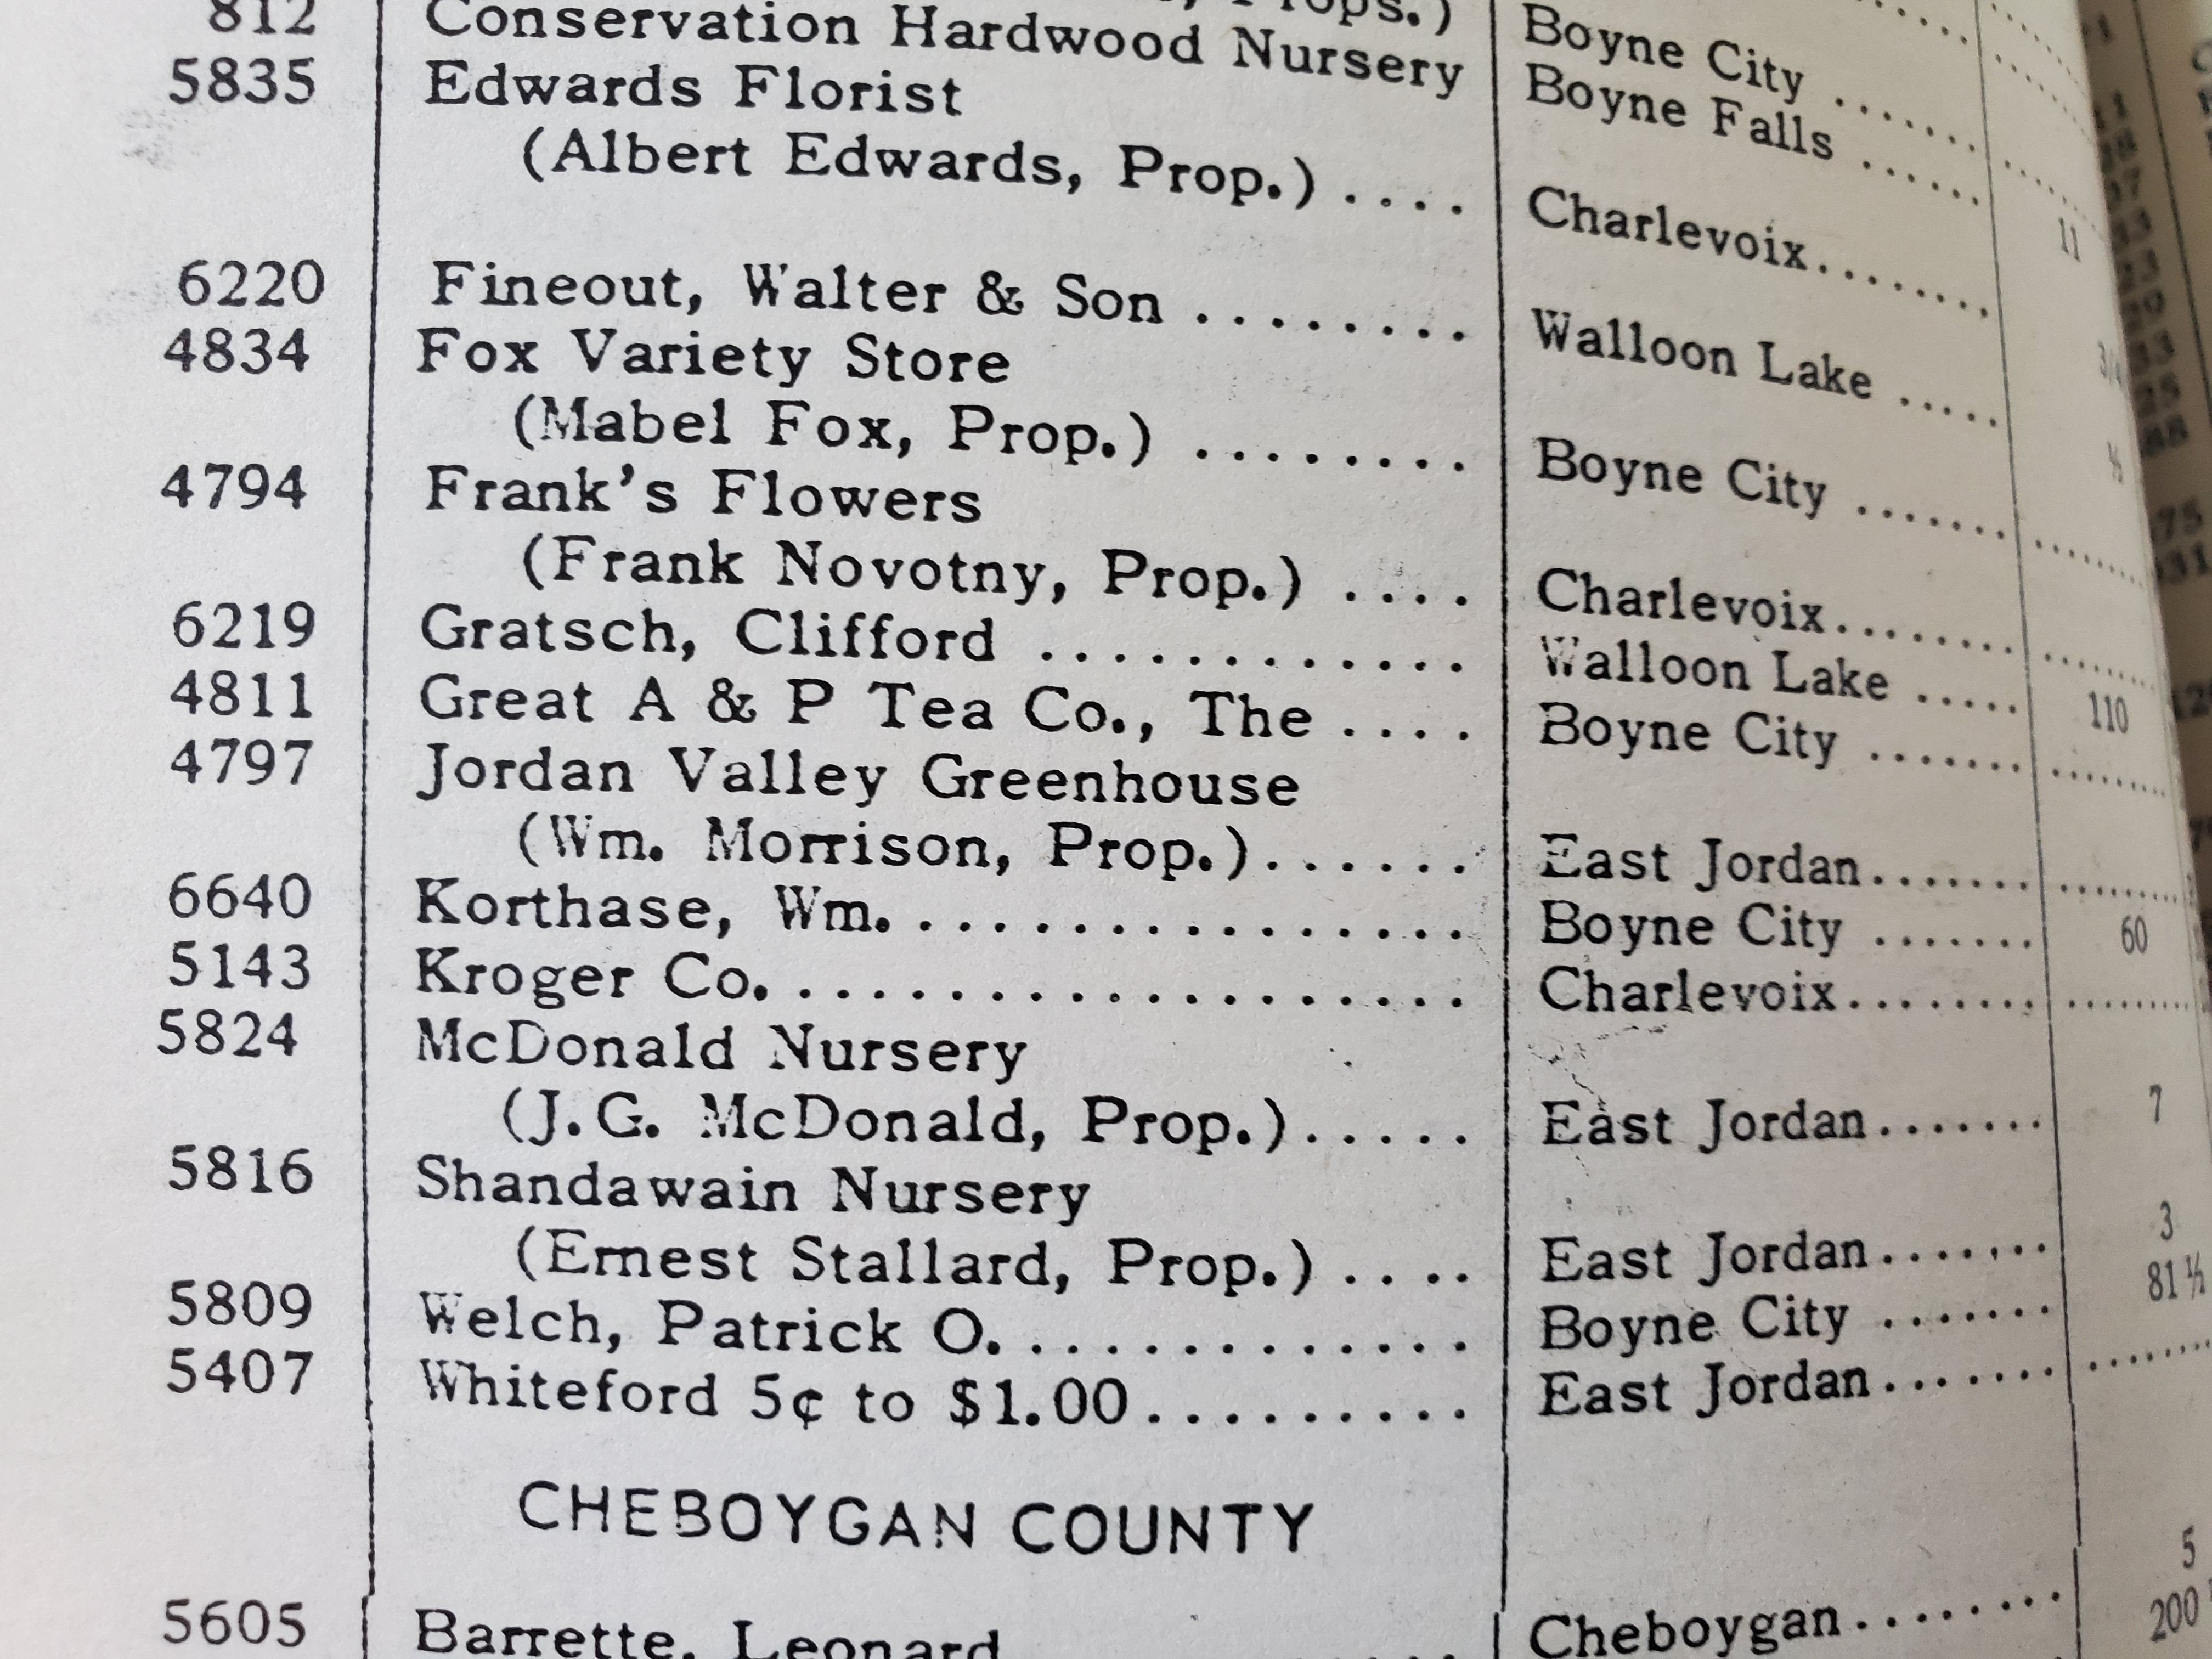 812 Conservation Hardwood Nursery Boyne City ......
5835 Edwards Florist Boyne Falls ......
(Albert Edwards, Prop.) .... Charlevoix........ 11
6220 Fineout, Walter & Son ........ Walloon Lake .....
4834 Fox Variety Store
(Mabel Fox, Prop.) ........ Boyne City .......
4794 Frank's Flowers
(Frank Novotny, Prop.) .... Charlevoix........
6219 Gratsch, Clifford ............. Walloon Lake ..... 110
4811 Great A & P Tea Co., The .... Boyne City .......
4797 Jordan Valley Greenhouse
(Wm. Morrison, Prop.)...... East Jordan.......
6640 Korthase, Wm. ................ Boyne City ....... 60
5143 Kroger Co. ................... Charlevoix........
5824 McDonald Nursery
(J.G. McDonald, Prop.)..... East Jordan....... 7
5816 Shandawain Nursery
(Ernest Stallard, Prop.) .... East Jordan....... 3
5809 Welch, Patrick O. ............. Boyne City ....... 81 ½
5407 Whiteford 5¢ to $1.00......... East Jordan.......
CHEBOYGAN COUNTY
5
5605 Barrette, Leonard Cheboygan........ 200